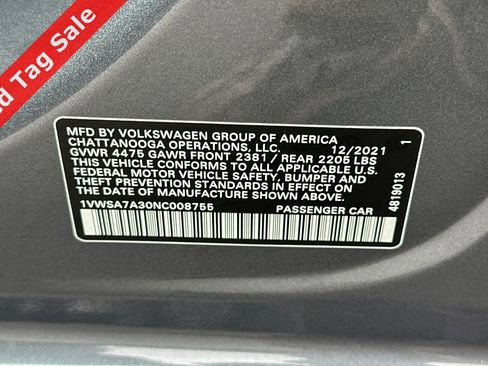 d Tag Sale
MFD BY VOLKSWAGEN GROUP OF AMERICA
CHATTANOOGA OPERATIONS, LLC. 12/2021
GVWR 4475 GAWR FRONT 2381 / REAR 2205 LBS
THIS VEHICLE CONFORMS TO ALL APPLICABLE U.S.
FEDERAL MOTOR VEHICLE SAFETY, BUMPER AND
THEFT PREVENTION STANDARDS IN EFFECT ON
THE DATE OF MANUFACTURE SHOWN ABOVE.
1VWSA7A30NC008755 PASSENGER CAR
4819013 1